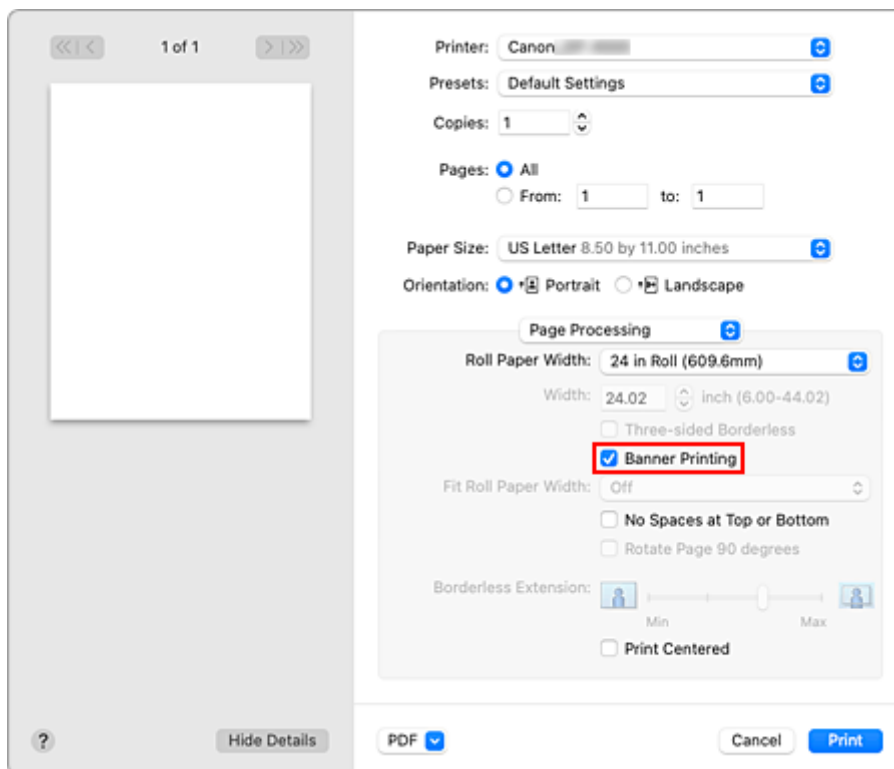 1 of 1
Printer: Canon
Presets: Default Settings
Copies: 1
Pages: All
From: 1 to: 1
Paper Size: US Letter 8.50 by 11.00 inches
Orientation: Portrait Landscape
Page Processing
Roll Paper Width: 24 in Roll (609.6mm)
Width: 24.02 inch (6.00-44.02)
Three-sided Borderless
Banner Printing
Fit Roll Paper Width: Off
No Spaces at Top or Bottom
Rotate Page 90 degrees
Borderless Extension:
Min Max
Print Centered
? Hide Details PDF Cancel Print